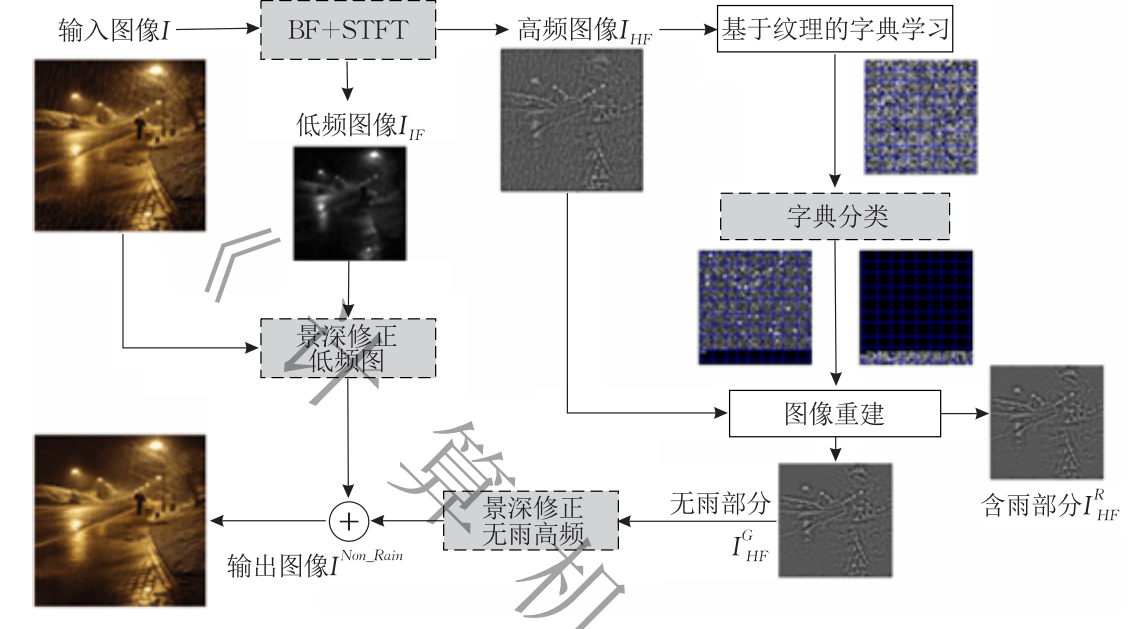 输入图像I
BF+STFT
高频图像I_HF
基于纹理的字典学习
低频图像I_IF
字典分类
景深修正
低频图
图像重建
含雨部分I^R_HF
无雨部分
I^G_HF
景深修正
无雨高频
+
输出图像I^Non_Rain
《计算机